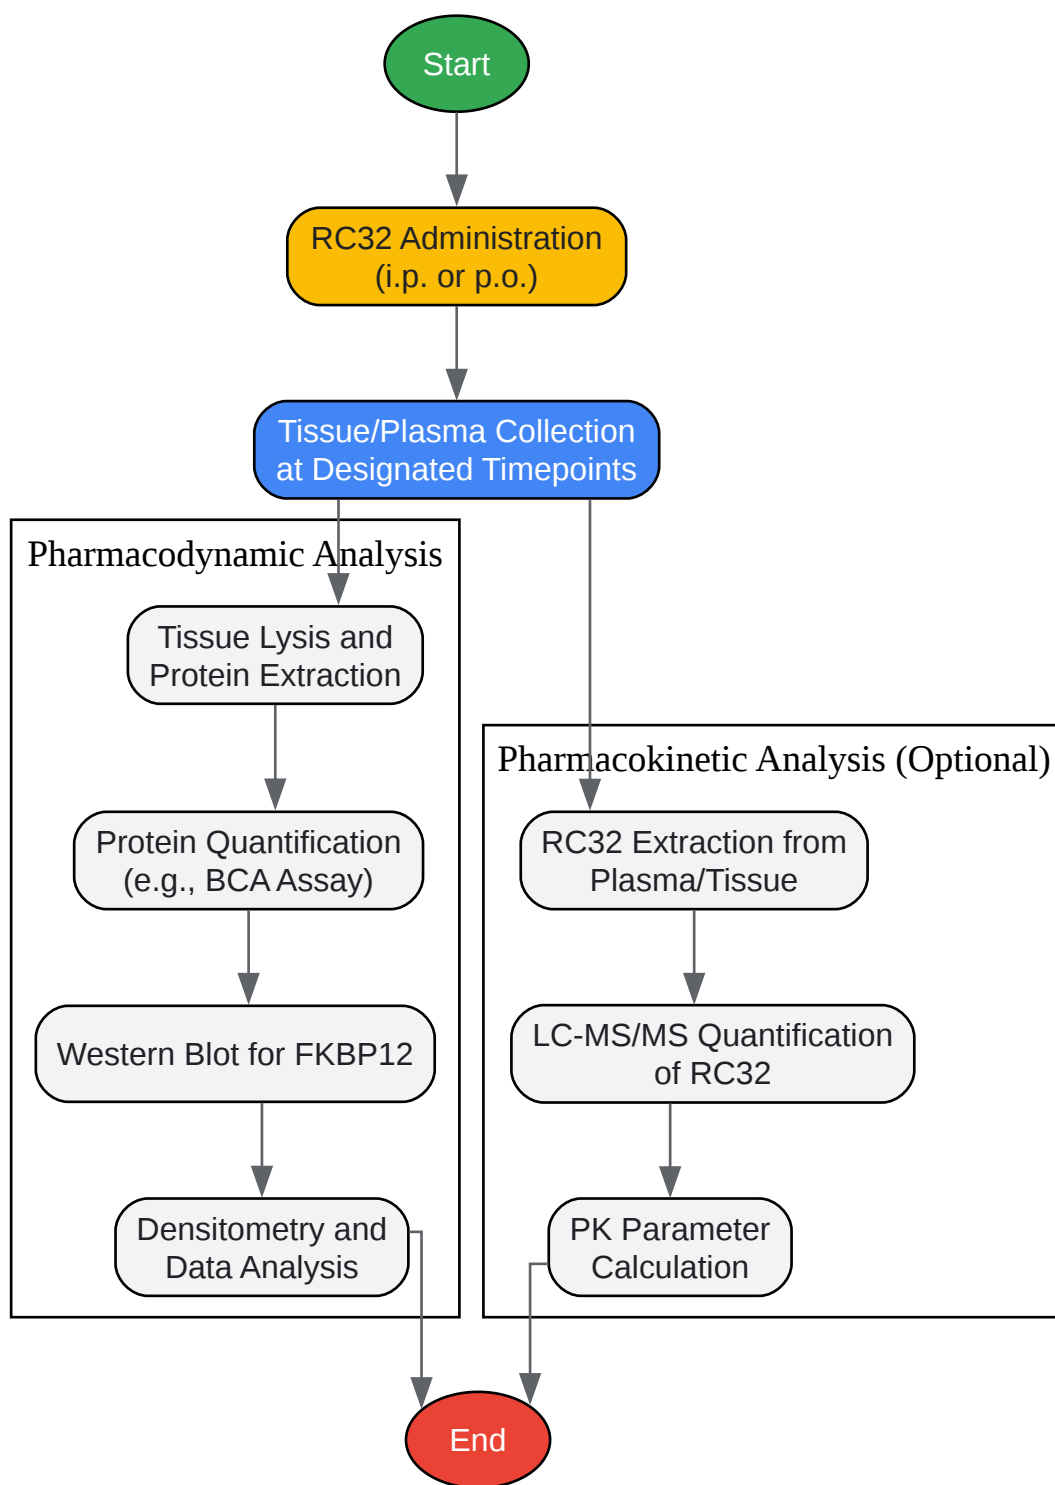 Start
RC32 Administration
(i.p. or p.o.)
Tissue/Plasma Collection
at Designated Timepoints
Pharmacodynamic Analysis
Tissue Lysis and
Protein Extraction
Protein Quantification
(e.g., BCA Assay)
Western Blot for FKBP12
Densitometry and
Data Analysis
Pharmacokinetic Analysis (Optional)
RC32 Extraction from
Plasma/Tissue
LC-MS/MS Quantification
of RC32
PK Parameter
Calculation
End